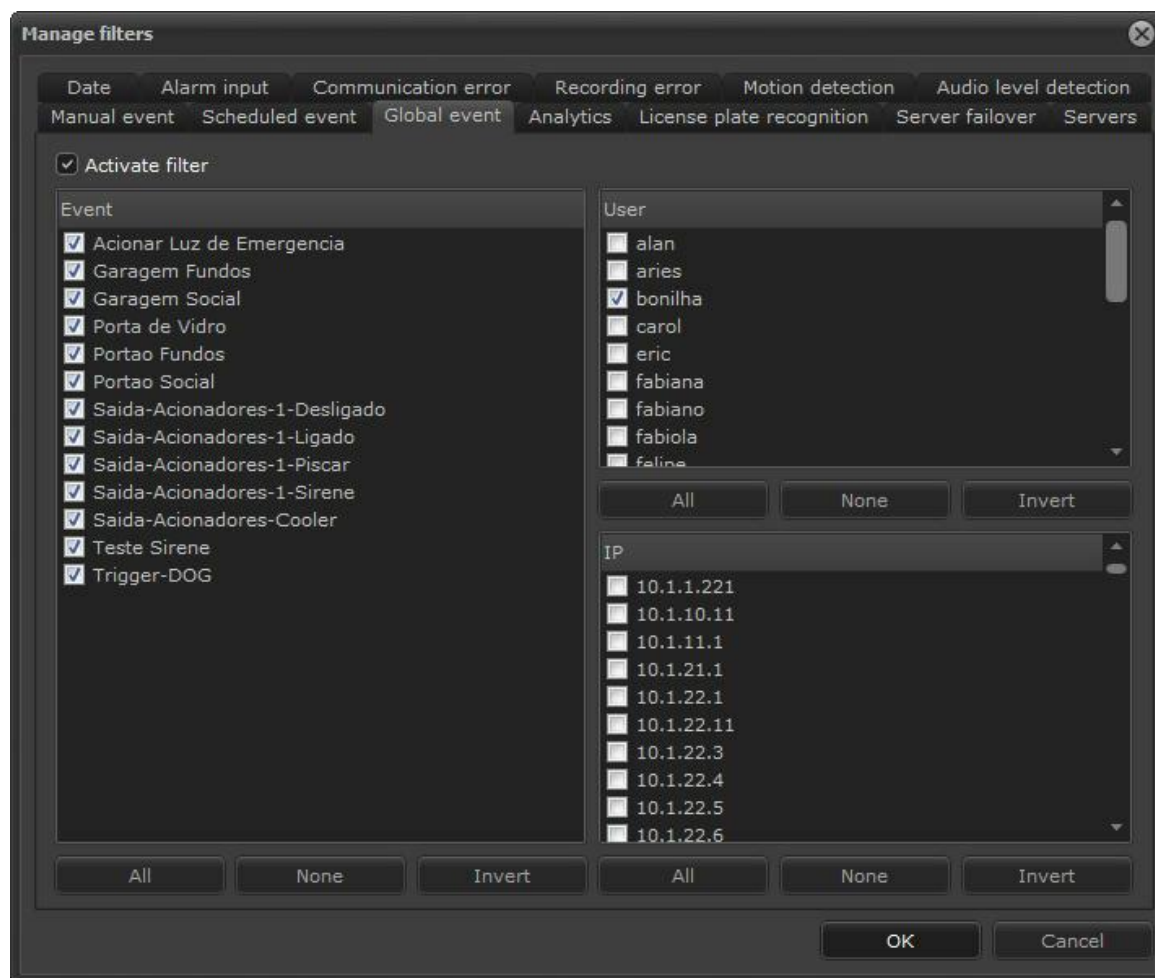 Manage filters
Date Alarm input Communication error Recording error Motion detection Audio level detection
Manual event Scheduled event Global event Analytics License plate recognition Server failover Servers
Activate filter
Event
Acionar Luz de Emergencia
Garagem Fundos
Garagem Social
Porta de Vidro
Portao Fundos
Portao Social
Saida-Acionadores-1-Desligado
Saida-Acionadores-1-Ligado
Saida-Acionadores-1-Piscar
Saida-Acionadores-1-Sirene
Saida-Acionadores-Cooler
Teste Sirene
Trigger-DOG
All None Invert
User
alan
aries
bonilha
carol
eric
fabiana
fabiano
fabiola
felipe
All None Invert
IP
10.1.1.221
10.1.10.11
10.1.11.1
10.1.21.1
10.1.22.1
10.1.22.11
10.1.22.3
10.1.22.4
10.1.22.5
10.1.22.6
All None Invert
OK Cancel